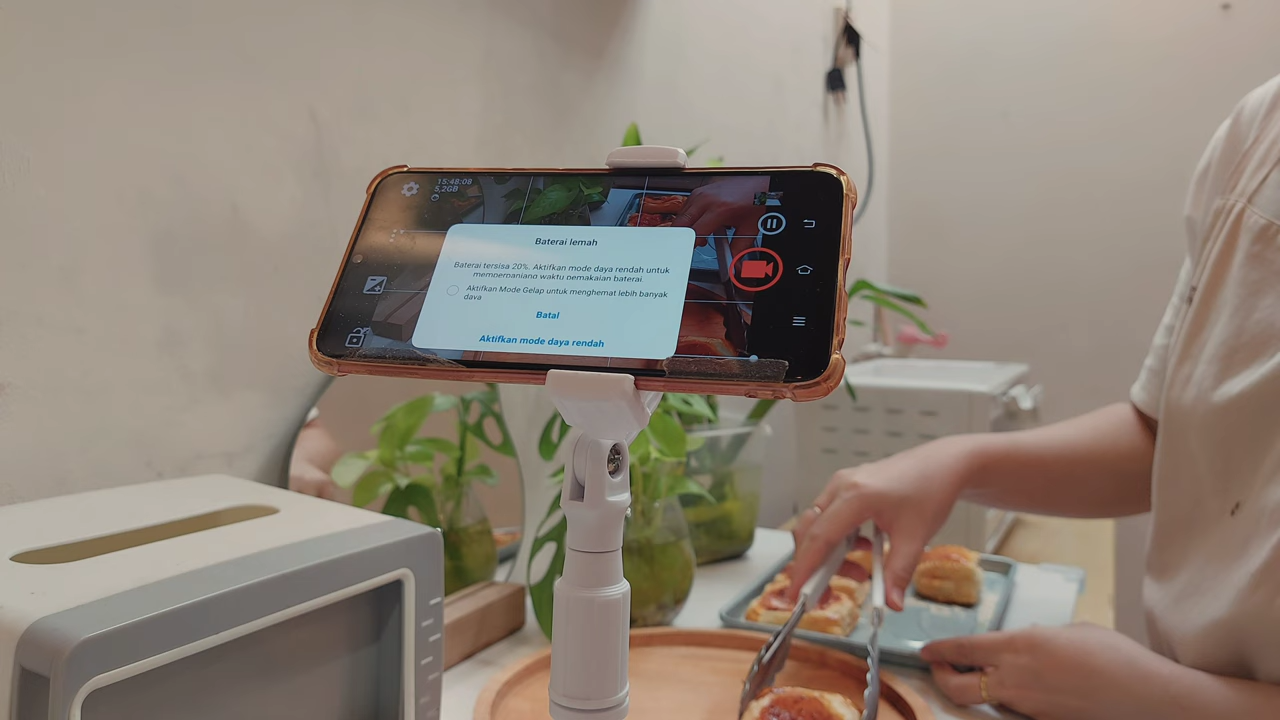 15:48:08
5,2GB
Baterai lemah
Baterai tersisa 20%. Aktifkan mode daya rendah untuk
memperpanjang waktu pemakaian baterai.
Aktifkan Mode Gelap untuk menghemat lebih banyak
daya
Batal
Aktifkan mode daya rendah